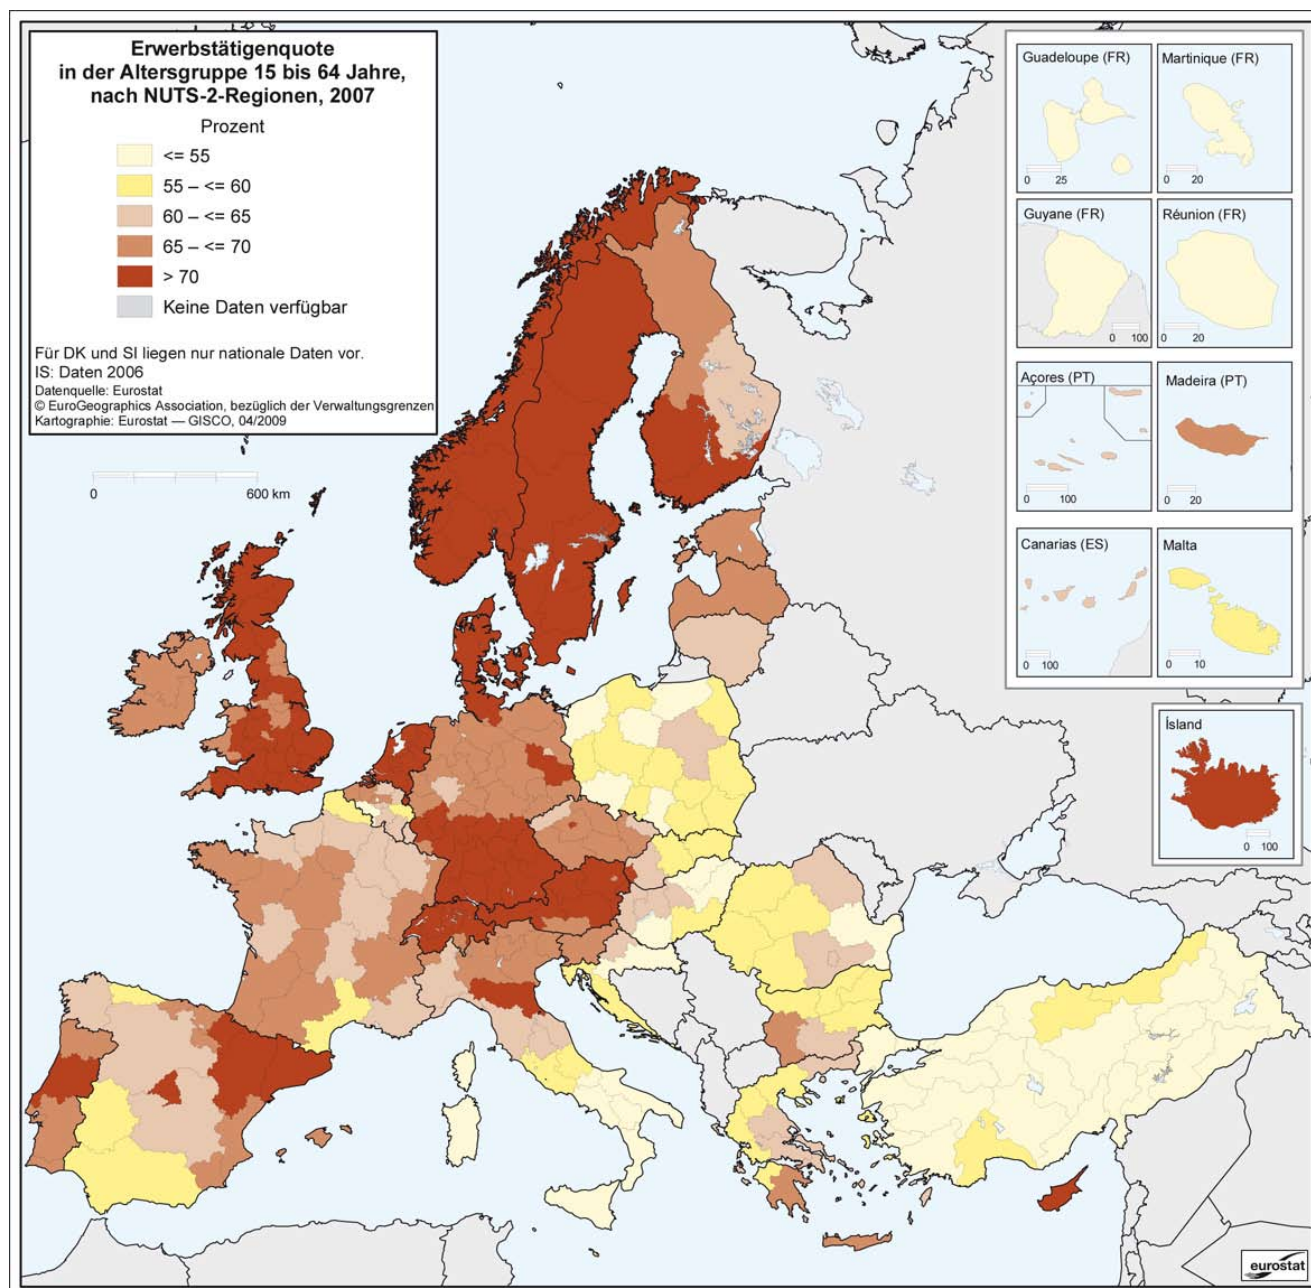 Erwerbstätigenquote
in der Altersgruppe 15 bis 64 Jahre,
nach NUTS-2-Regionen, 2007
Prozent
<= 55
55 – <= 60
60 – <= 65
65 – <= 70
> 70
Keine Daten verfügbar
Für DK und SI liegen nur nationale Daten vor.
IS: Daten 2006
Datenquelle: Eurostat
© EuroGeographics Association, bezüglich der Verwaltungsgrenzen
Kartographie: Eurostat — GISCO, 04/2009
0 600 km
Guadeloupe (FR)
0 25
Martinique (FR)
0 20
Guyane (FR)
0 100
Réunion (FR)
0 20
Açores (PT)
0 100
Madeira (PT)
0 20
Canarias (ES)
0 100
Malta
0 10
Ísland
0 100
eurostat